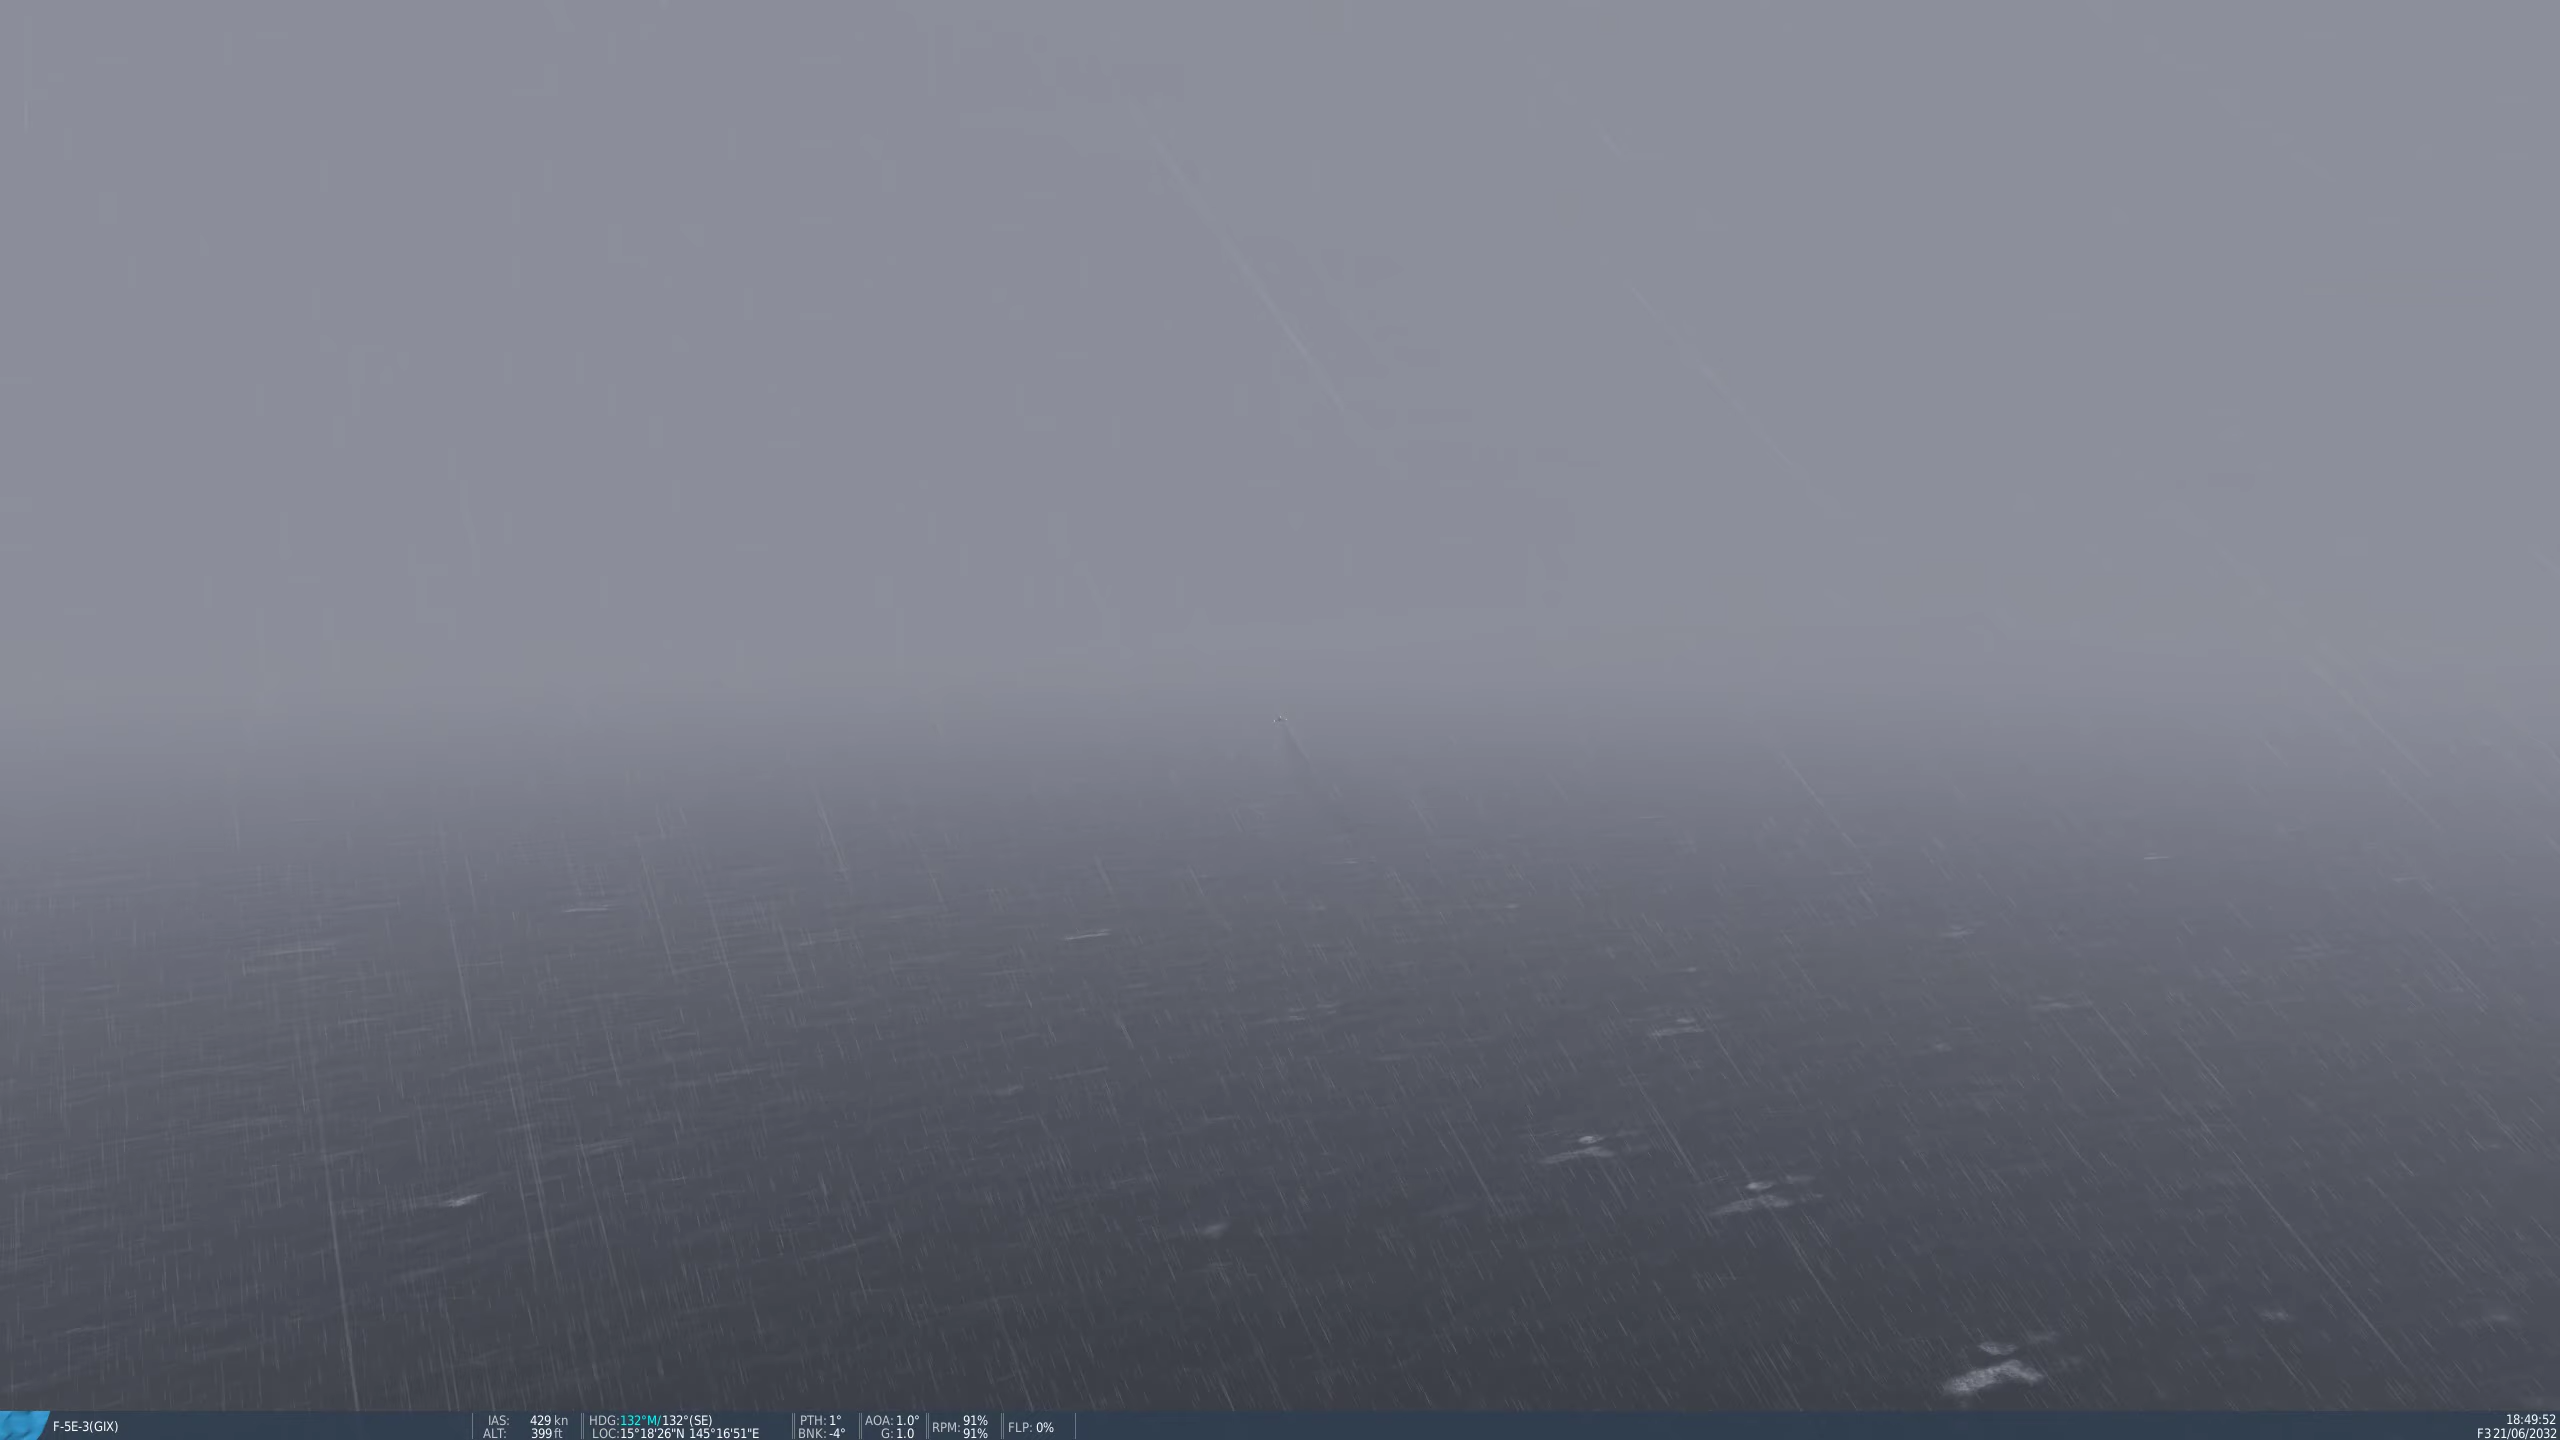 F-5E-3(GIX)
IAS: 429 kn
ALT: 399 ft
HDG:132°M/132°(SE)
LOC:15°18'26"N 145°16'51"E
PTH: 1°
BNK: -4°
AOA: 1.0°
G: 1.0
RPM: 91%
91%
FLP: 0%
18:49:52
F3 21/06/2032